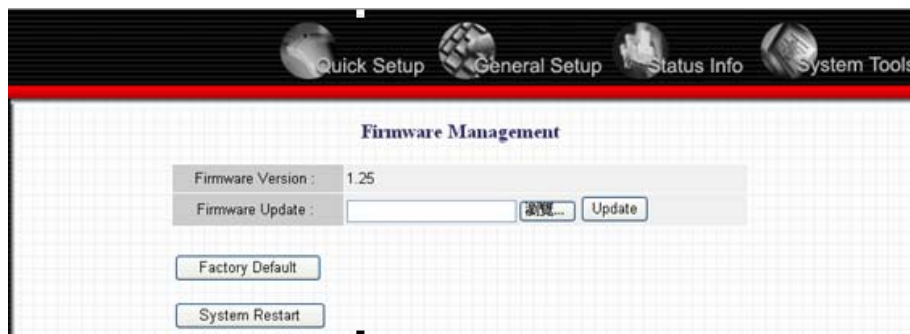 Quick Setup General Setup Status Info System Tools
Firmware Management
Firmware Version : 1.25
Firmware Update : 瀏覽... Update
Factory Default
System Restart